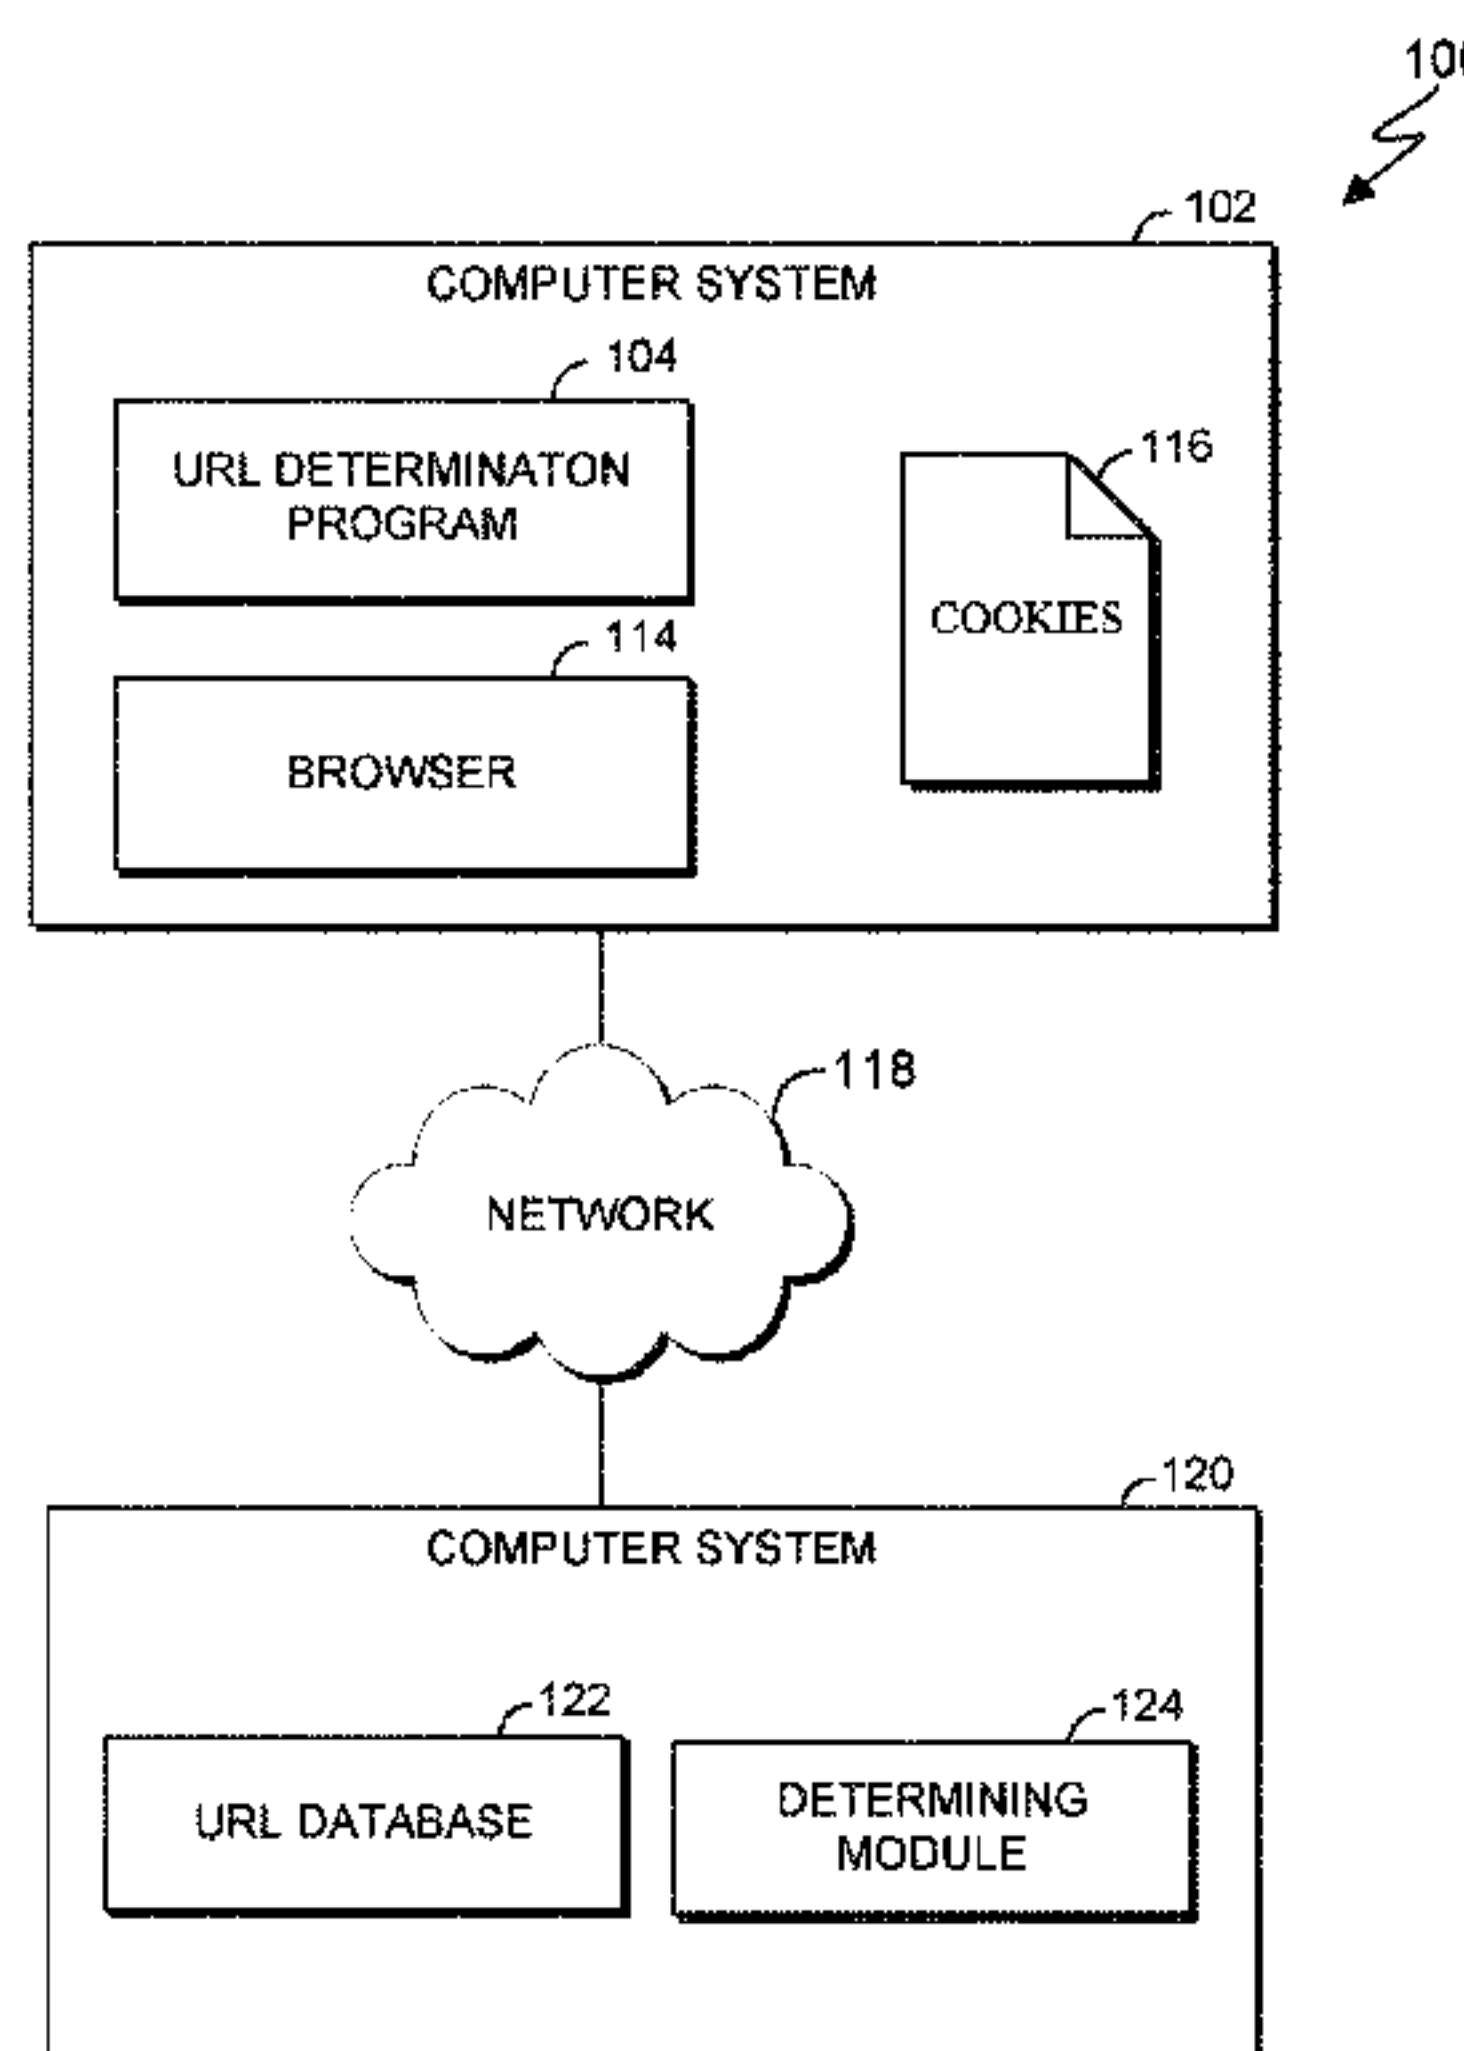 102
COMPUTER SYSTEM
104
URL DETERMINATON
PROGRAM
116
COOKIES
114
BROWSER
118
NETWORK
120
COMPUTER SYSTEM
122
URL DATABASE
124
DETERMINING
MODULE